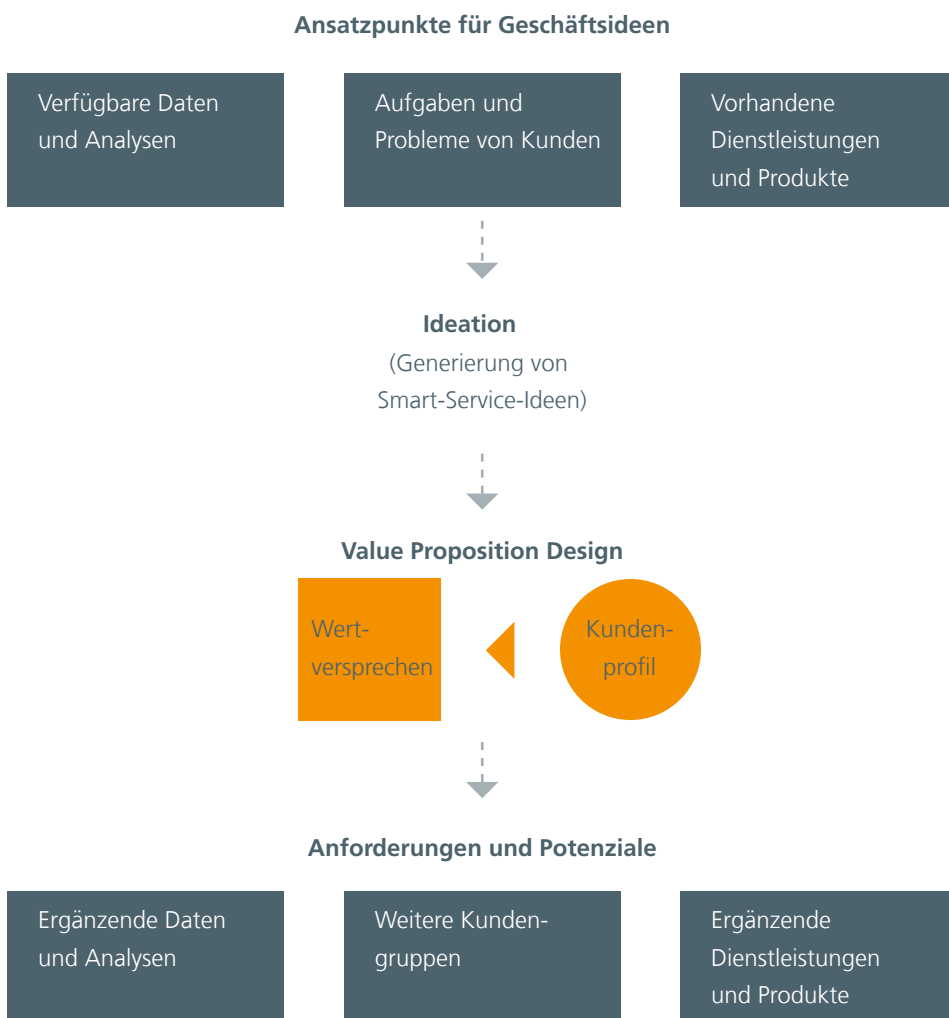 Ansatzpunkte für Geschäftsideen
Verfügbare Daten
und Analysen
Aufgaben und
Probleme von Kunden
Vorhandene
Dienstleistungen
und Produkte
Ideation
(Generierung von
Smart-Service-Ideen)
Value Proposition Design
Wert-
versprechen
Kunden-
profil
Anforderungen und Potenziale
Ergänzende Daten
und Analysen
Weitere Kunden-
gruppen
Ergänzende
Dienstleistungen
und Produkte